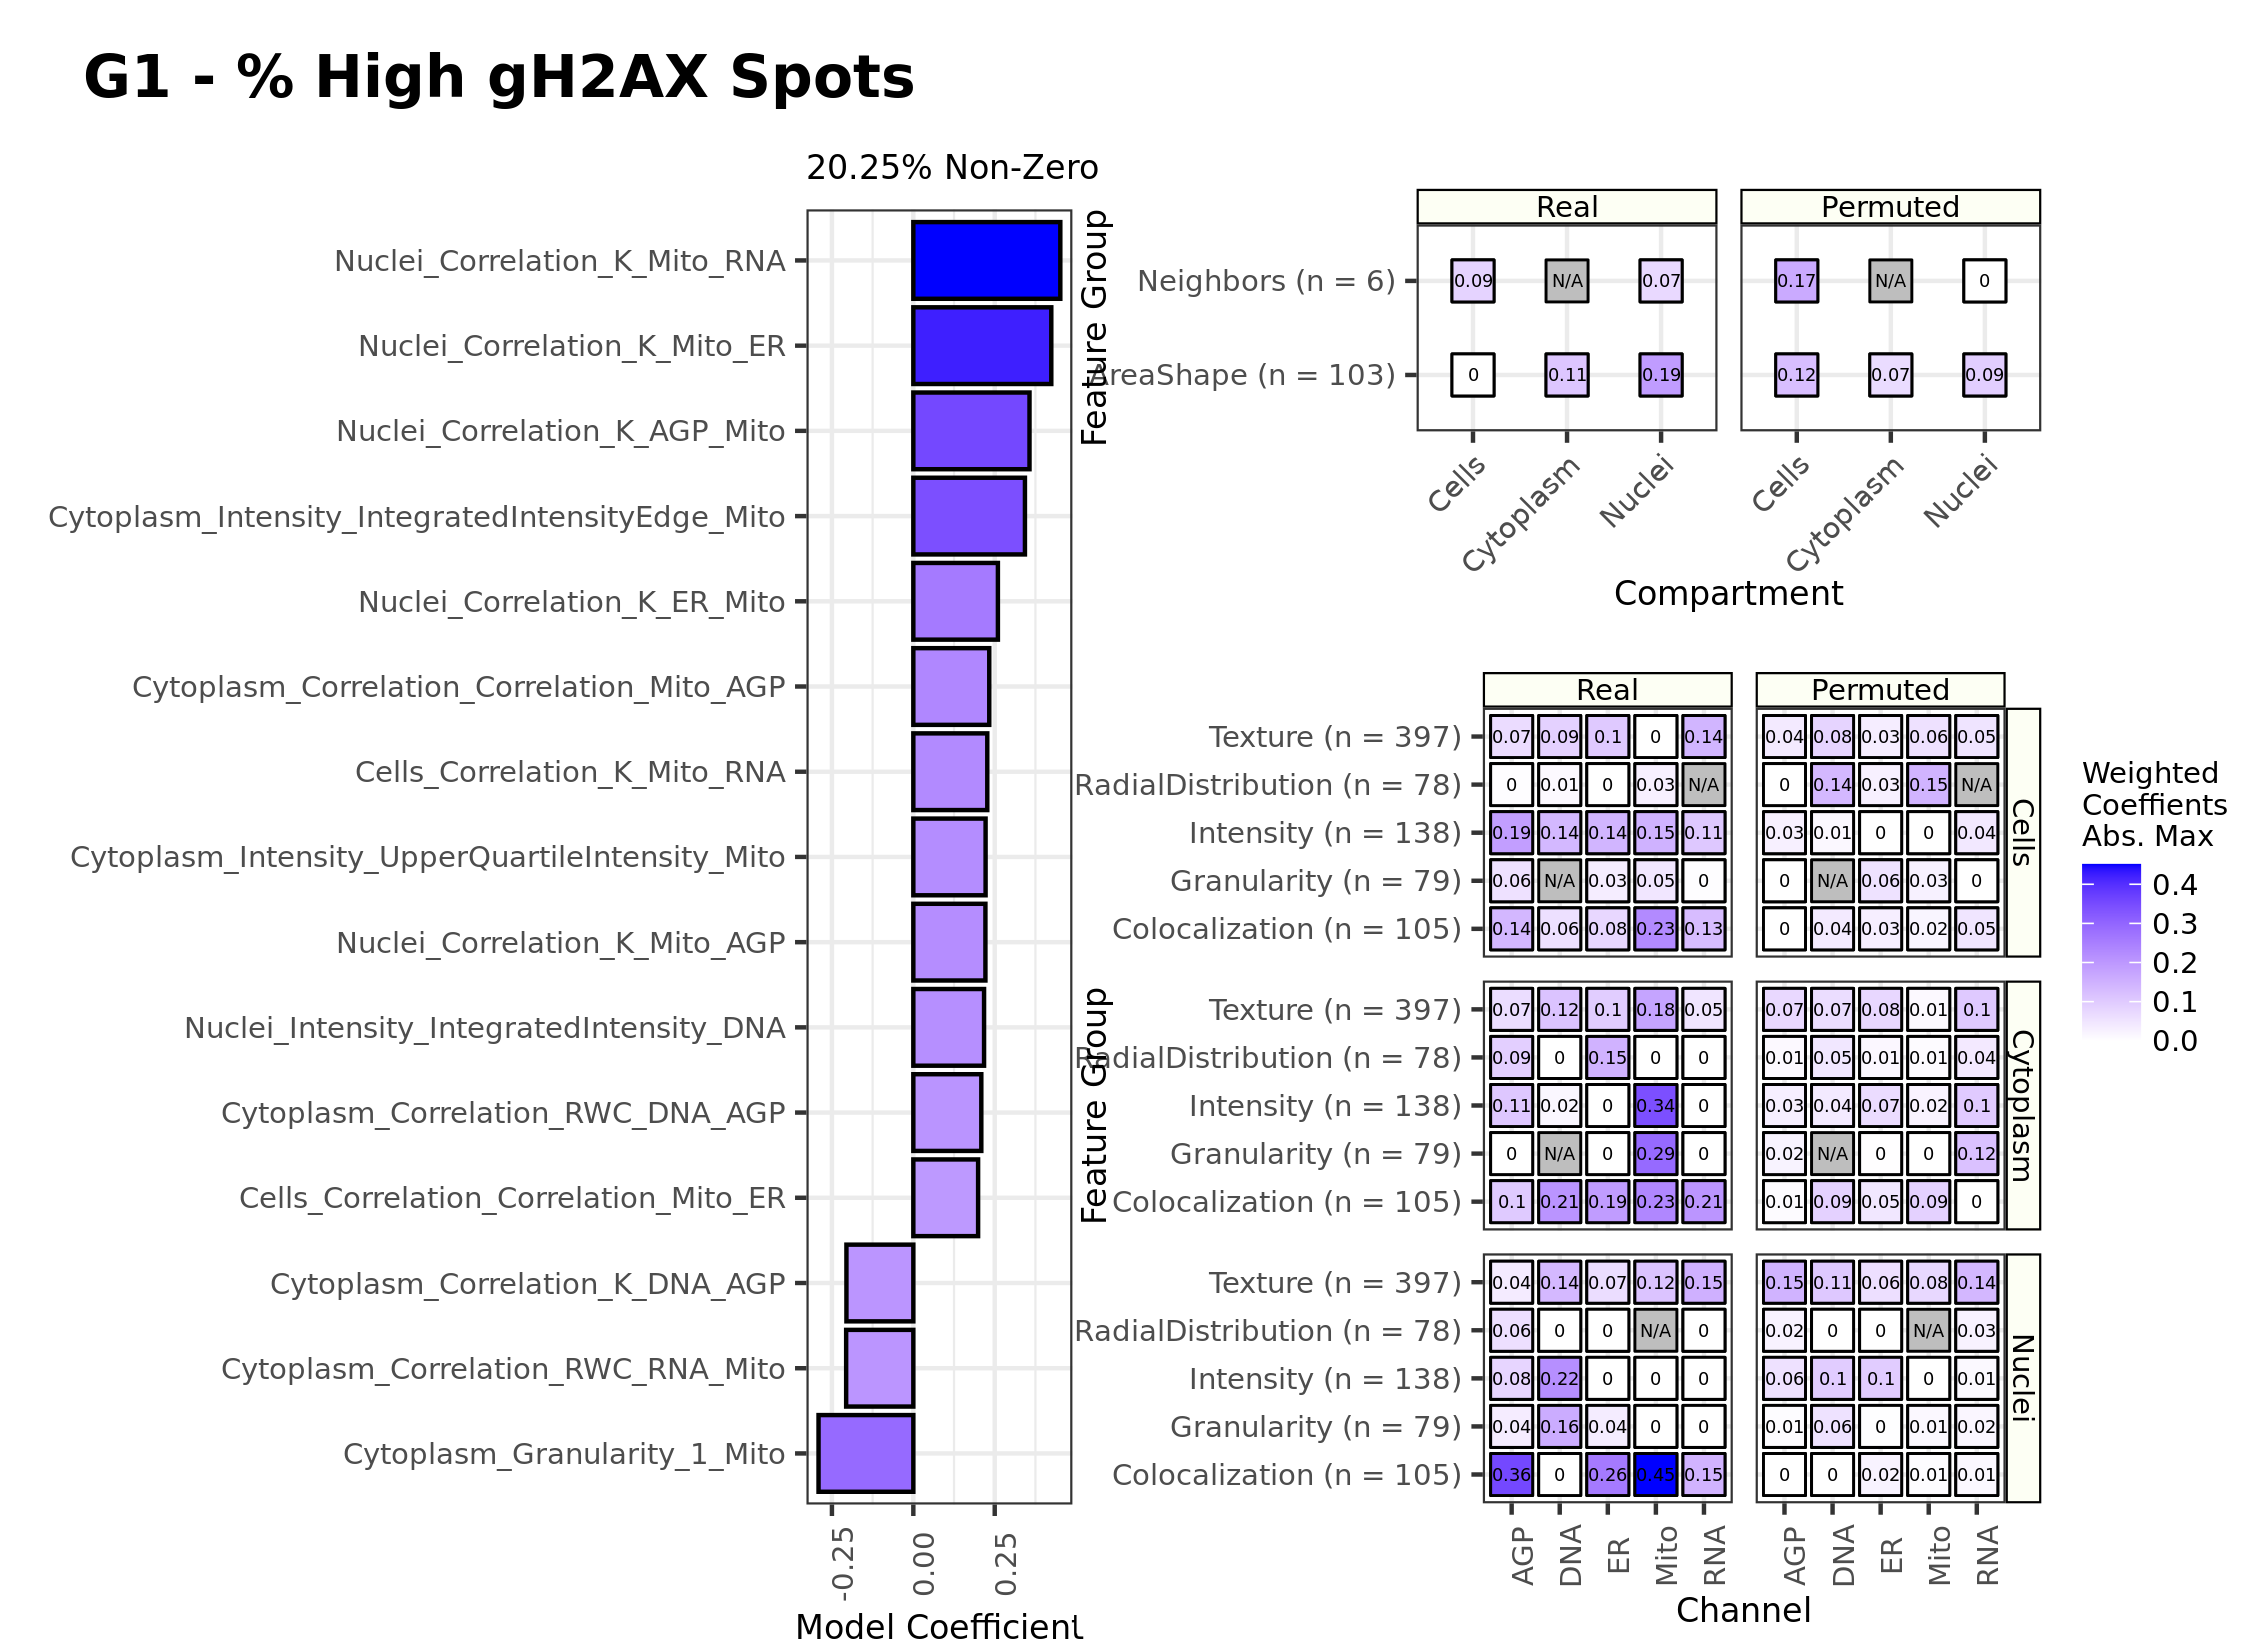 G1 - % High gH2AX Spots
20.25% Non-Zero
Nuclei_Correlation_K_Mito_RNA
Nuclei_Correlation_K_Mito_ER
Nuclei_Correlation_K_AGP_Mito
Cytoplasm_Intensity_IntegratedIntensityEdge_Mito
Nuclei_Correlation_K_ER_Mito
Cytoplasm_Correlation_Correlation_Mito_AGP
Cells_Correlation_K_Mito_RNA
Cytoplasm_Intensity_UpperQuartileIntensity_Mito
Nuclei_Correlation_K_Mito_AGP
Nuclei_Intensity_IntegratedIntensity_DNA
Cytoplasm_Correlation_RWC_DNA_AGP
Cells_Correlation_Correlation_Mito_ER
Cytoplasm_Correlation_K_DNA_AGP
Cytoplasm_Correlation_RWC_RNA_Mito
Cytoplasm_Granularity_1_Mito
-0.25 0.00 0.25
Model Coefficient
Feature Group
Real Permuted
Neighbors (n = 6) 0.09 N/A 0.07 0.17 N/A 0
AreaShape (n = 103) 0 0.11 0.19 0.12 0.07 0.09
Cells Cytoplasm Nuclei Cells Cytoplasm Nuclei
Compartment
Feature Group
Real Permuted
Texture (n = 397) 0.07 0.09 0.1 0 0.14 0.04 0.08 0.03 0.06 0.05
RadialDistribution (n = 78) 0 0.01 0 0.03 N/A 0 0.14 0.03 0.15 N/A
Intensity (n = 138) 0.19 0.14 0.14 0.15 0.11 0.03 0.01 0 0 0.04
Granularity (n = 79) 0.06 N/A 0.03 0.05 0 0 N/A 0.06 0.03 0
Colocalization (n = 105) 0.14 0.06 0.08 0.23 0.13 0 0.04 0.03 0.02 0.05
Cells
Texture (n = 397) 0.07 0.12 0.1 0.18 0.05 0.07 0.07 0.08 0.01 0.1
RadialDistribution (n = 78) 0.09 0 0.15 0 0 0.01 0.05 0.01 0.01 0.04
Intensity (n = 138) 0.11 0.02 0 0.34 0 0.03 0.04 0.07 0.02 0.1
Granularity (n = 79) 0 N/A 0 0.29 0 0.02 N/A 0 0 0.12
Colocalization (n = 105) 0.1 0.21 0.19 0.23 0.21 0.01 0.09 0.05 0.09 0
Cytoplasm
Texture (n = 397) 0.04 0.14 0.07 0.12 0.15 0.15 0.11 0.06 0.08 0.14
RadialDistribution (n = 78) 0.06 0 0 N/A 0 0.02 0 0 N/A 0.03
Intensity (n = 138) 0.08 0.22 0 0 0 0.06 0.1 0.1 0 0.01
Granularity (n = 79) 0.04 0.16 0.04 0 0 0.01 0.06 0 0.01 0.02
Colocalization (n = 105) 0.36 0 0.26 0.45 0.15 0 0 0.02 0.01 0.01
Nuclei
AGP DNA ER Mito RNA AGP DNA ER Mito RNA
Channel
Weighted
Coeffients
Abs. Max
0.4
0.3
0.2
0.1
0.0